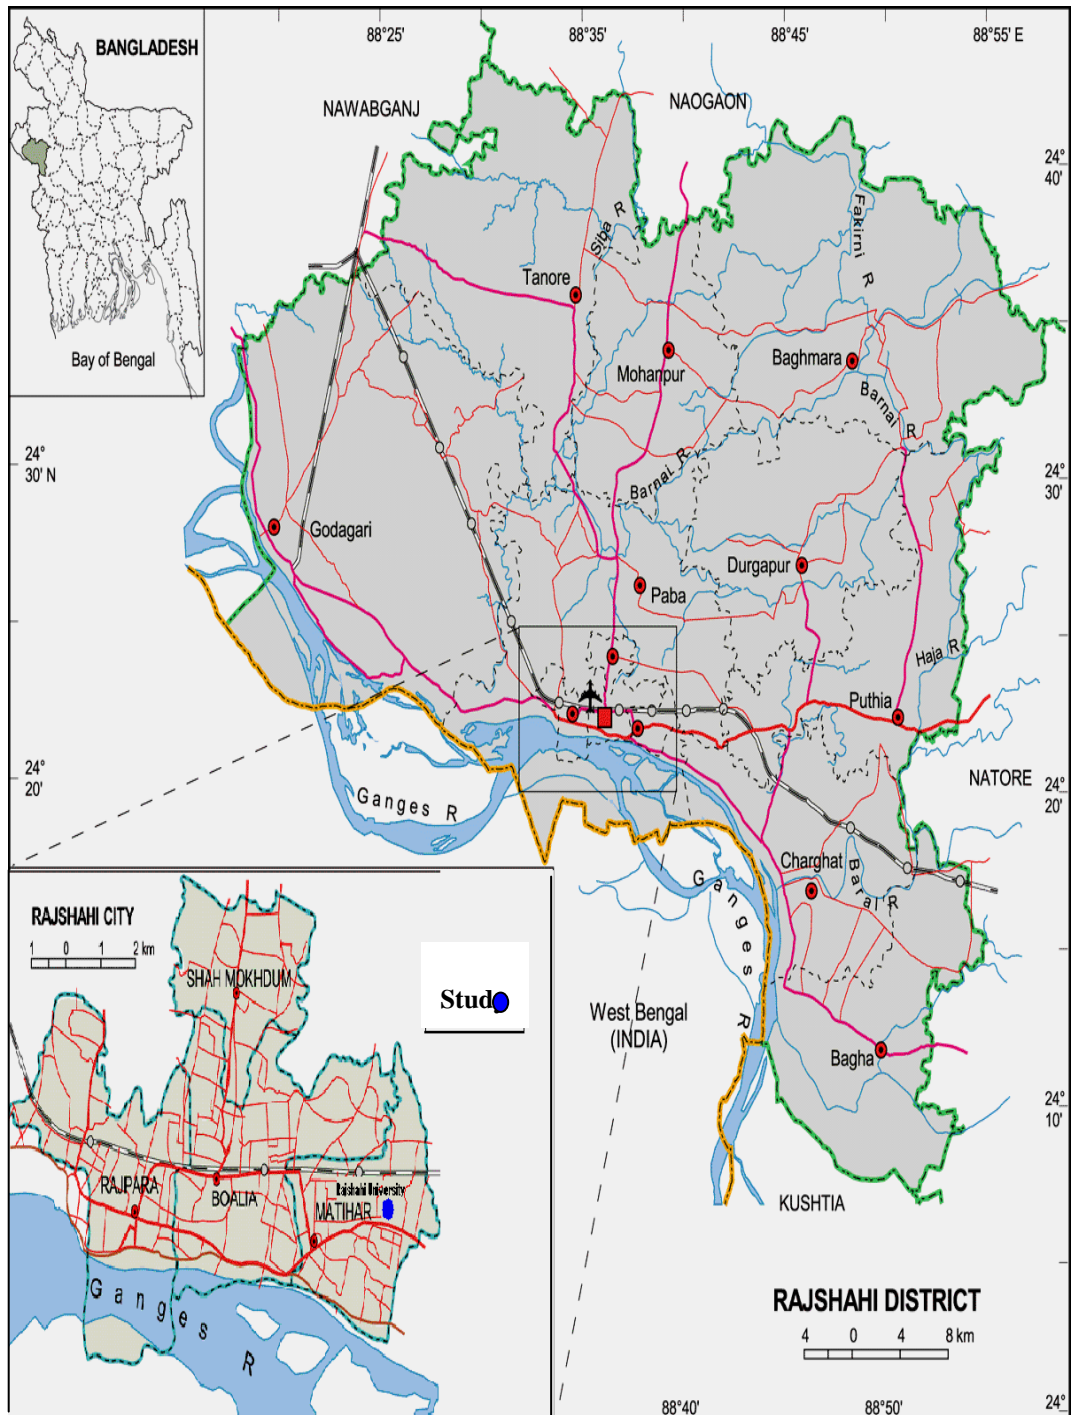 88°25'
88°35'
88°45'
88°55' E
BANGLADESH
Bay of Bengal
NAWABGANJ
NAOGAON
24°
40'
Siba R
Fakirni R
Tanore
Mohanpur
Baghmara
Barnai R
24°
30' N
Barnai R
24°
30'
Godagari
Durgapur
Paba
Haja R
Puthia
24°
20'
NATORE
24°
20'
Ganges R
Charghat
Baral R
Ganges R
RAJSHAHI CITY
1 0 1 2 km
SHAH MOKHDUM
Study
West Bengal
(INDIA)
Bagha
24°
10'
RAJPARA
BOALIA
Rajshahi University
MATIHAR
KUSHTIA
Ganges R
RAJSHAHI DISTRICT
4 0 4 8 km
88°40'
88°50'